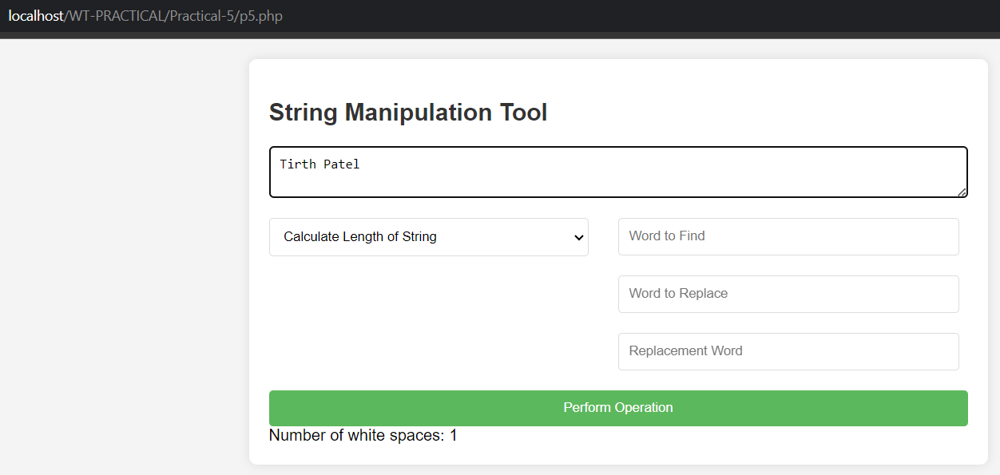 localhost/WT-PRACTICAL/Practical-5/p5.php
String Manipulation Tool
Tirth Patel
Calculate Length of String
Word to Find
Word to Replace
Replacement Word
Perform Operation
Number of white spaces: 1